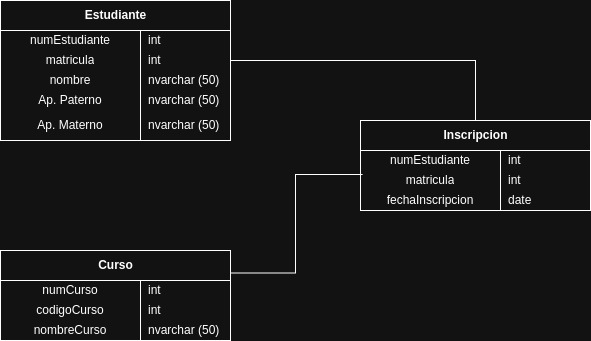 Estudiante
numEstudiante int
matricula int
nombre nvarchar (50)
Ap. Paterno nvarchar (50)
Ap. Materno nvarchar (50)
Inscripcion
numEstudiante int
matricula int
fechaInscripcion date
Curso
numCurso int
codigoCurso int
nombreCurso nvarchar (50)